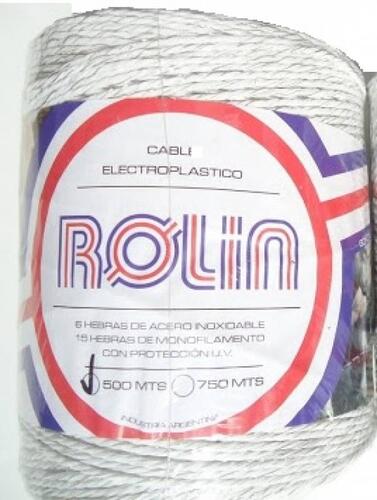 CABLE
ELECTROPLASTICO
ROLIN
6 HEBRAS DE ACERO INOXIDABLE
15 HEBRAS DE MONOFILAMENTO
CON PROTECCIÓN U.V.
500 MTS 750 MTS
INDUSTRIA ARGENTINA